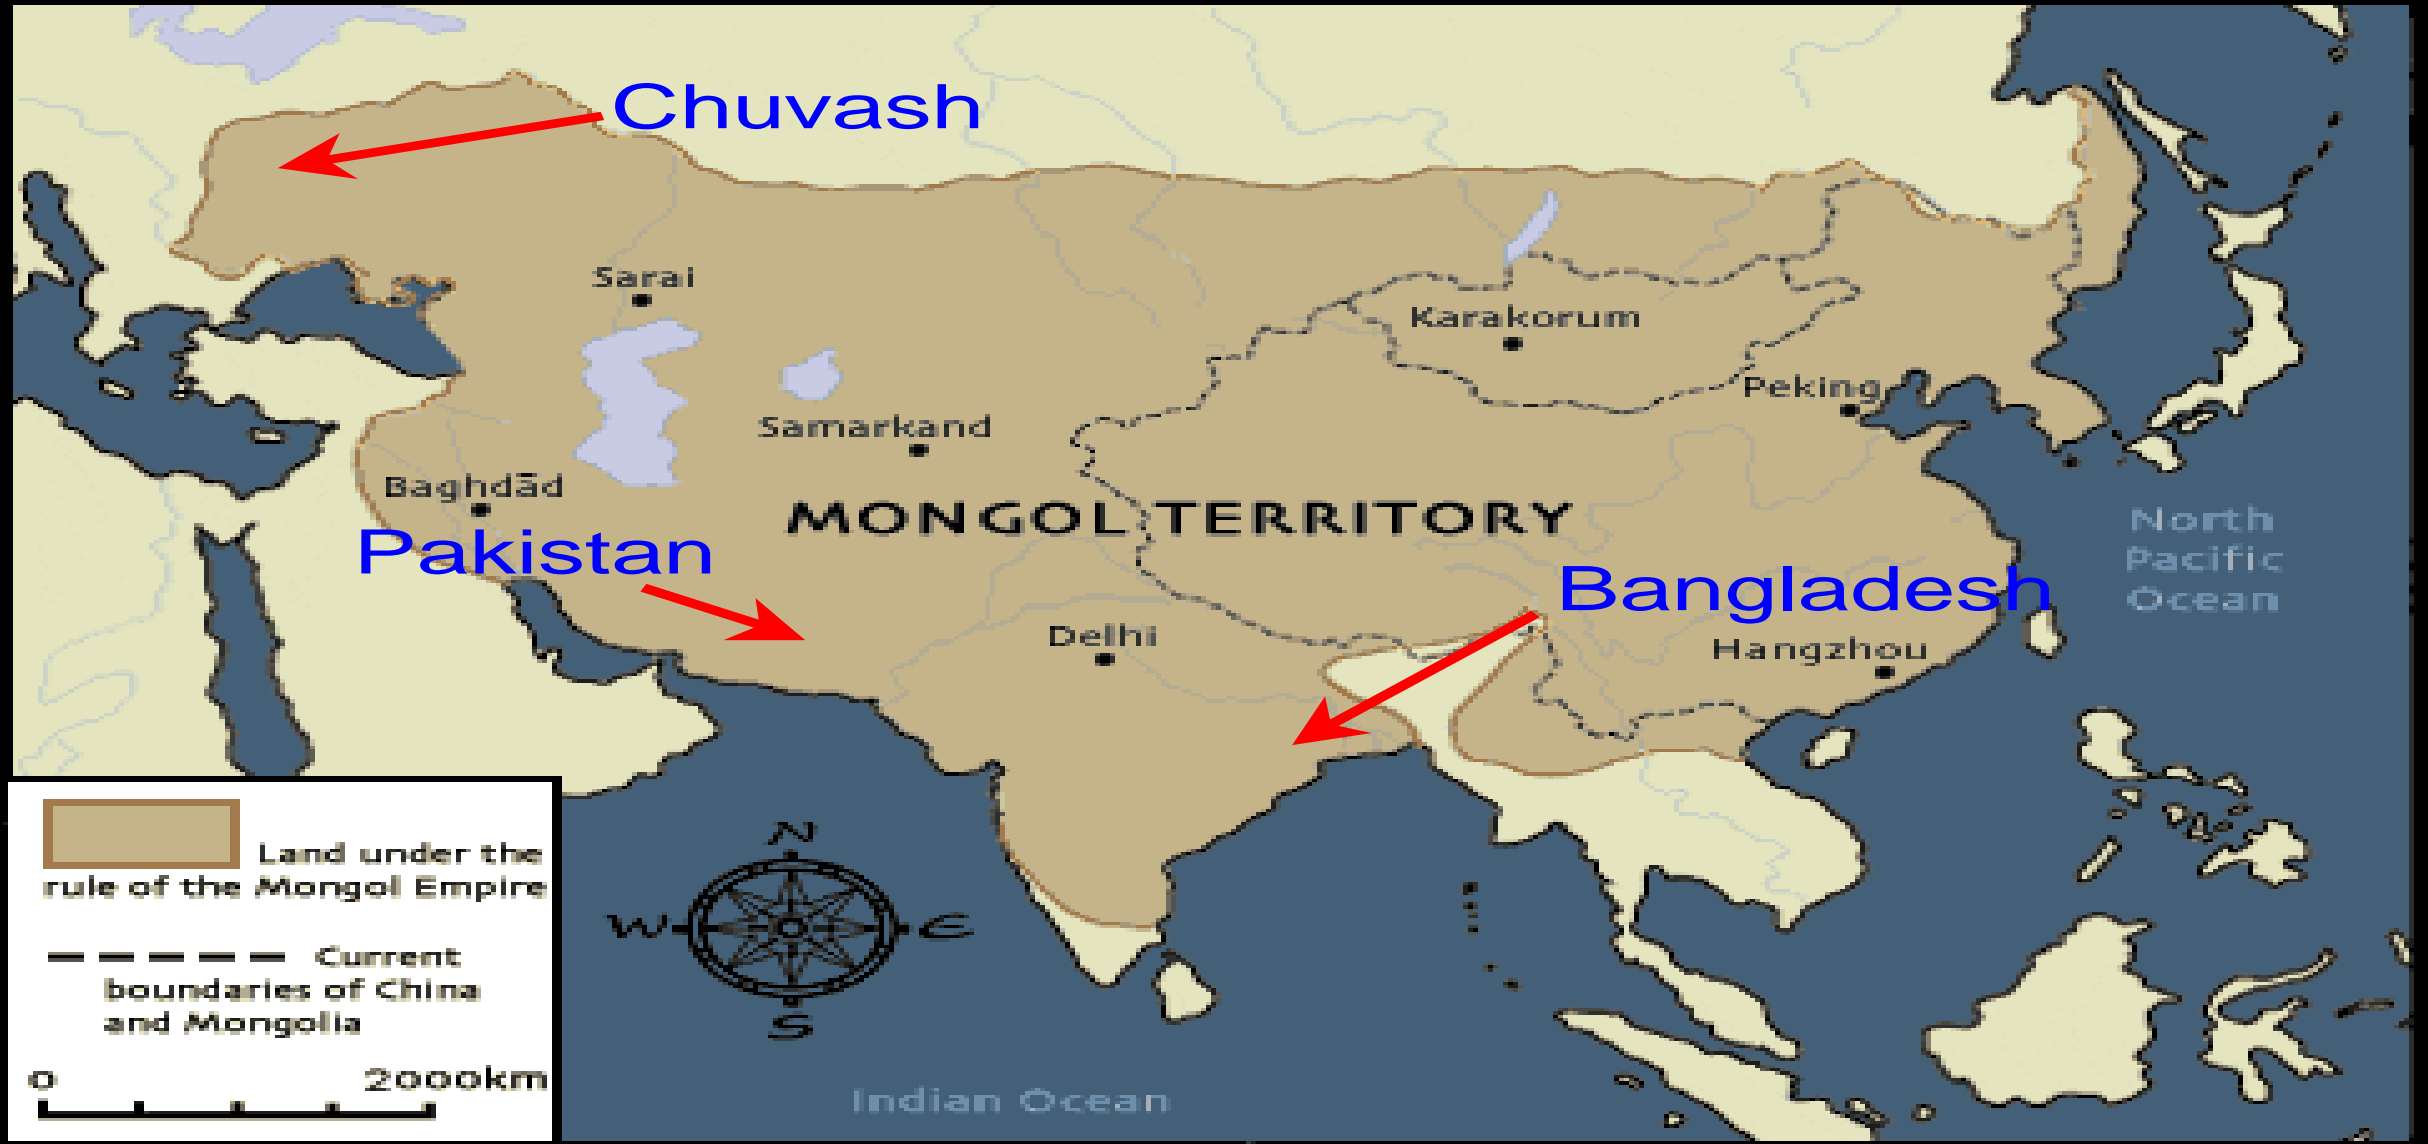 Chuvash
Sarai
Karakorum
Peking
Samarkand
Baghdād
MONGOL TERRITORY
Pakistan
Bangladesh
North
Pacific
Ocean
Delhi
Hangzhou
Land under the
rule of the Mongol Empire
Current
boundaries of China
and Mongolia
0 2000km
N
W E
S
Indian Ocean